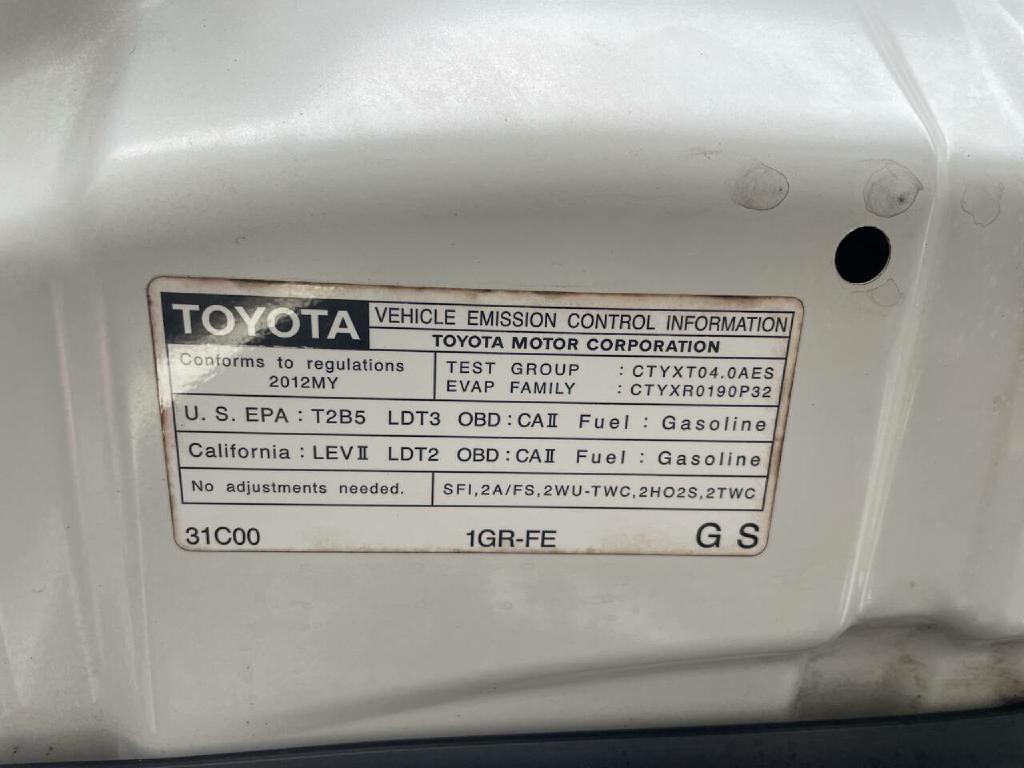 TOYOTA
VEHICLE EMISSION CONTROL INFORMATION
TOYOTA MOTOR CORPORATION
Conforms to regulations
2012MY
TEST GROUP : CTYXT04.0AES
EVAP FAMILY : CTYXR0190P32
U. S. EPA : T2B5 LDT3 OBD : CAⅡ Fuel : Gasoline
California : LEVⅡ LDT2 OBD : CAⅡ Fuel : Gasoline
No adjustments needed.
SFI,2A/FS,2WU-TWC,2HO2S,2TWC
31C00 1GR-FE G S